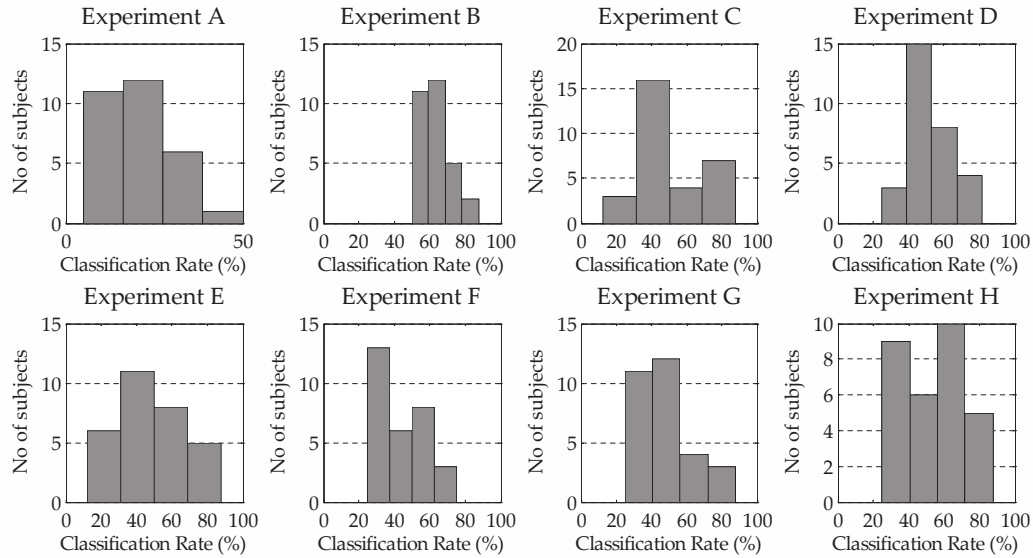 Experiment A
15
10
5
0
0 50
No of subjects
Classification Rate (%)
Experiment B
15
10
5
0
0 20 40 60 80 100
No of subjects
Classification Rate (%)
Experiment C
20
15
10
5
0
0 20 40 60 80 100
No of subjects
Classification Rate (%)
Experiment D
15
10
5
0
0 20 40 60 80 100
No of subjects
Classification Rate (%)
Experiment E
15
10
5
0
0 20 40 60 80 100
No of subjects
Classification Rate (%)
Experiment F
15
10
5
0
0 20 40 60 80 100
No of subjects
Classification Rate (%)
Experiment G
15
10
5
0
0 20 40 60 80 100
No of subjects
Classification Rate (%)
Experiment H
10
8
6
4
2
0
0 20 40 60 80 100
No of subjects
Classification Rate (%)